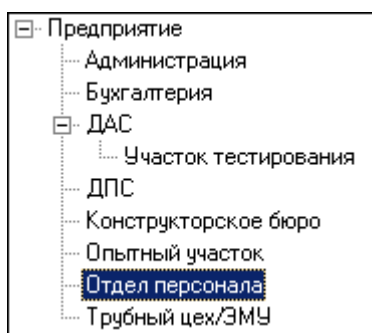 Предприятие
Администрация
Бухгалтерия
ДАС
Участок тестирования
ДПС
Конструкторское бюро
Опытный участок
Отдел персонала
Трубный цех/ЭМУ